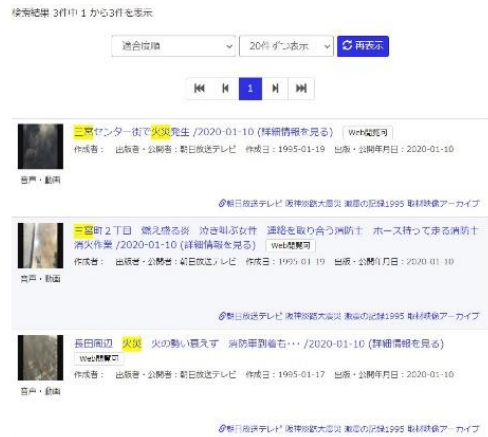 検索結果 3件中 1 から3件を表示
適合度順 20件ずつ表示 再表示
1
三宮センター街で火災発生 /2020-01-10 (詳細情報を見る) Web閲覧可
作成者： 出版者・公開者：朝日放送テレビ 作成日：1995-01-19 出版・公開年月日：2020-01-10
音声・動画
朝日放送テレビ 阪神淡路大震災 激震の記録1995 取材映像アーカイブ
三宮町２丁目 燃え盛る炎 泣き叫ぶ女性 連絡を取り合う消防士 ホース持って走る消防士
消火作業 /2020-01-10 (詳細情報を見る) Web閲覧可
作成者： 出版者・公開者：朝日放送テレビ 作成日：1995-01-19 出版・公開年月日：2020-01-10
音声・動画
朝日放送テレビ 阪神淡路大震災 激震の記録1995 取材映像アーカイブ
長田周辺 火災 火の勢い衰えず 消防車到着も・・・ /2020-01-10 (詳細情報を見る)
Web閲覧可
作成者： 出版者・公開者：朝日放送テレビ 作成日：1995-01-17 出版・公開年月日：2020-01-10
音声・動画
朝日放送テレビ 阪神淡路大震災 激震の記録1995 取材映像アーカイブ